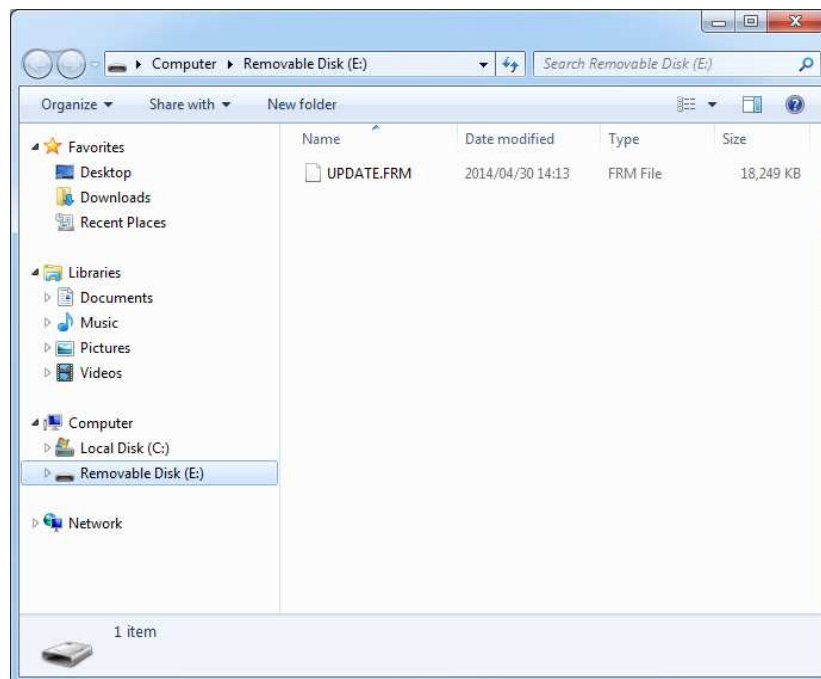 Computer Removable Disk (E:) Search Removable Disk (E:)
Organize Share with New folder
Name Date modified Type Size
UPDATE.FRM 2014/04/30 14:13 FRM File 18,249 KB
Favorites
Desktop
Downloads
Recent Places
Libraries
Documents
Music
Pictures
Videos
Computer
Local Disk (C:)
Removable Disk (E:)
Network
1 item